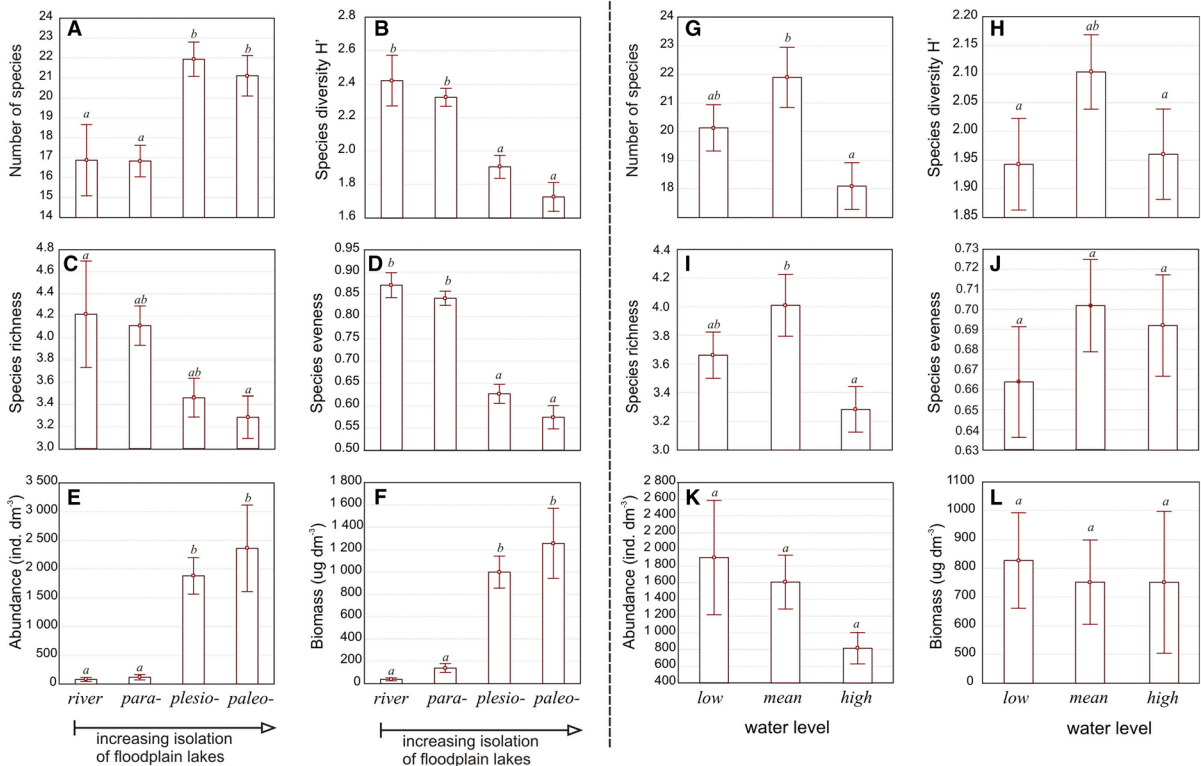 A
Number of species
24
23
22
21
20
19
18
17
16
15
14
a
a
b
b
B
Species diversity H'
2.8
2.6
2.4
2.2
2.0
1.8
1.6
b
b
a
a
C
Species richness
4.8
4.6
4.4
4.2
4.0
3.8
3.6
3.4
3.2
3.0
a
ab
ab
a
D
Species eveness
0.95
0.90
0.85
0.80
0.75
0.70
0.65
0.60
0.55
0.50
b
b
a
a
E
Abundance (ind. dm-3)
3 500
3 000
2 500
2 000
1 500
1 000
500
0
a
a
b
b
river para- plesio- paleo-
increasing isolation
of floodplain lakes
F
Biomass (ug dm-3)
1 800
1 600
1 400
1 200
1 000
800
600
400
200
0
a
a
b
b
river para- plesio- paleo-
increasing isolation
of floodplain lakes
G
Number of species
24
23
22
21
20
19
18
ab
b
a
H
Species diversity H'
2.20
2.15
2.10
2.05
2.00
1.95
1.90
1.85
a
ab
a
I
Species richness
4.4
4.2
4.0
3.8
3.6
3.4
3.2
3.0
ab
b
a
J
Species eveness
0.73
0.72
0.71
0.70
0.69
0.68
0.67
0.66
0.65
0.64
0.63
a
a
a
K
Abundance (ind. dm-3)
2 800
2 600
2 400
2 200
2 000
1 800
1 600
1 400
1 200
1 000
800
600
400
a
a
a
low mean high
water level
L
Biomass (ug dm-3)
1100
1000
900
800
700
600
500
0
a
a
a
low mean high
water level